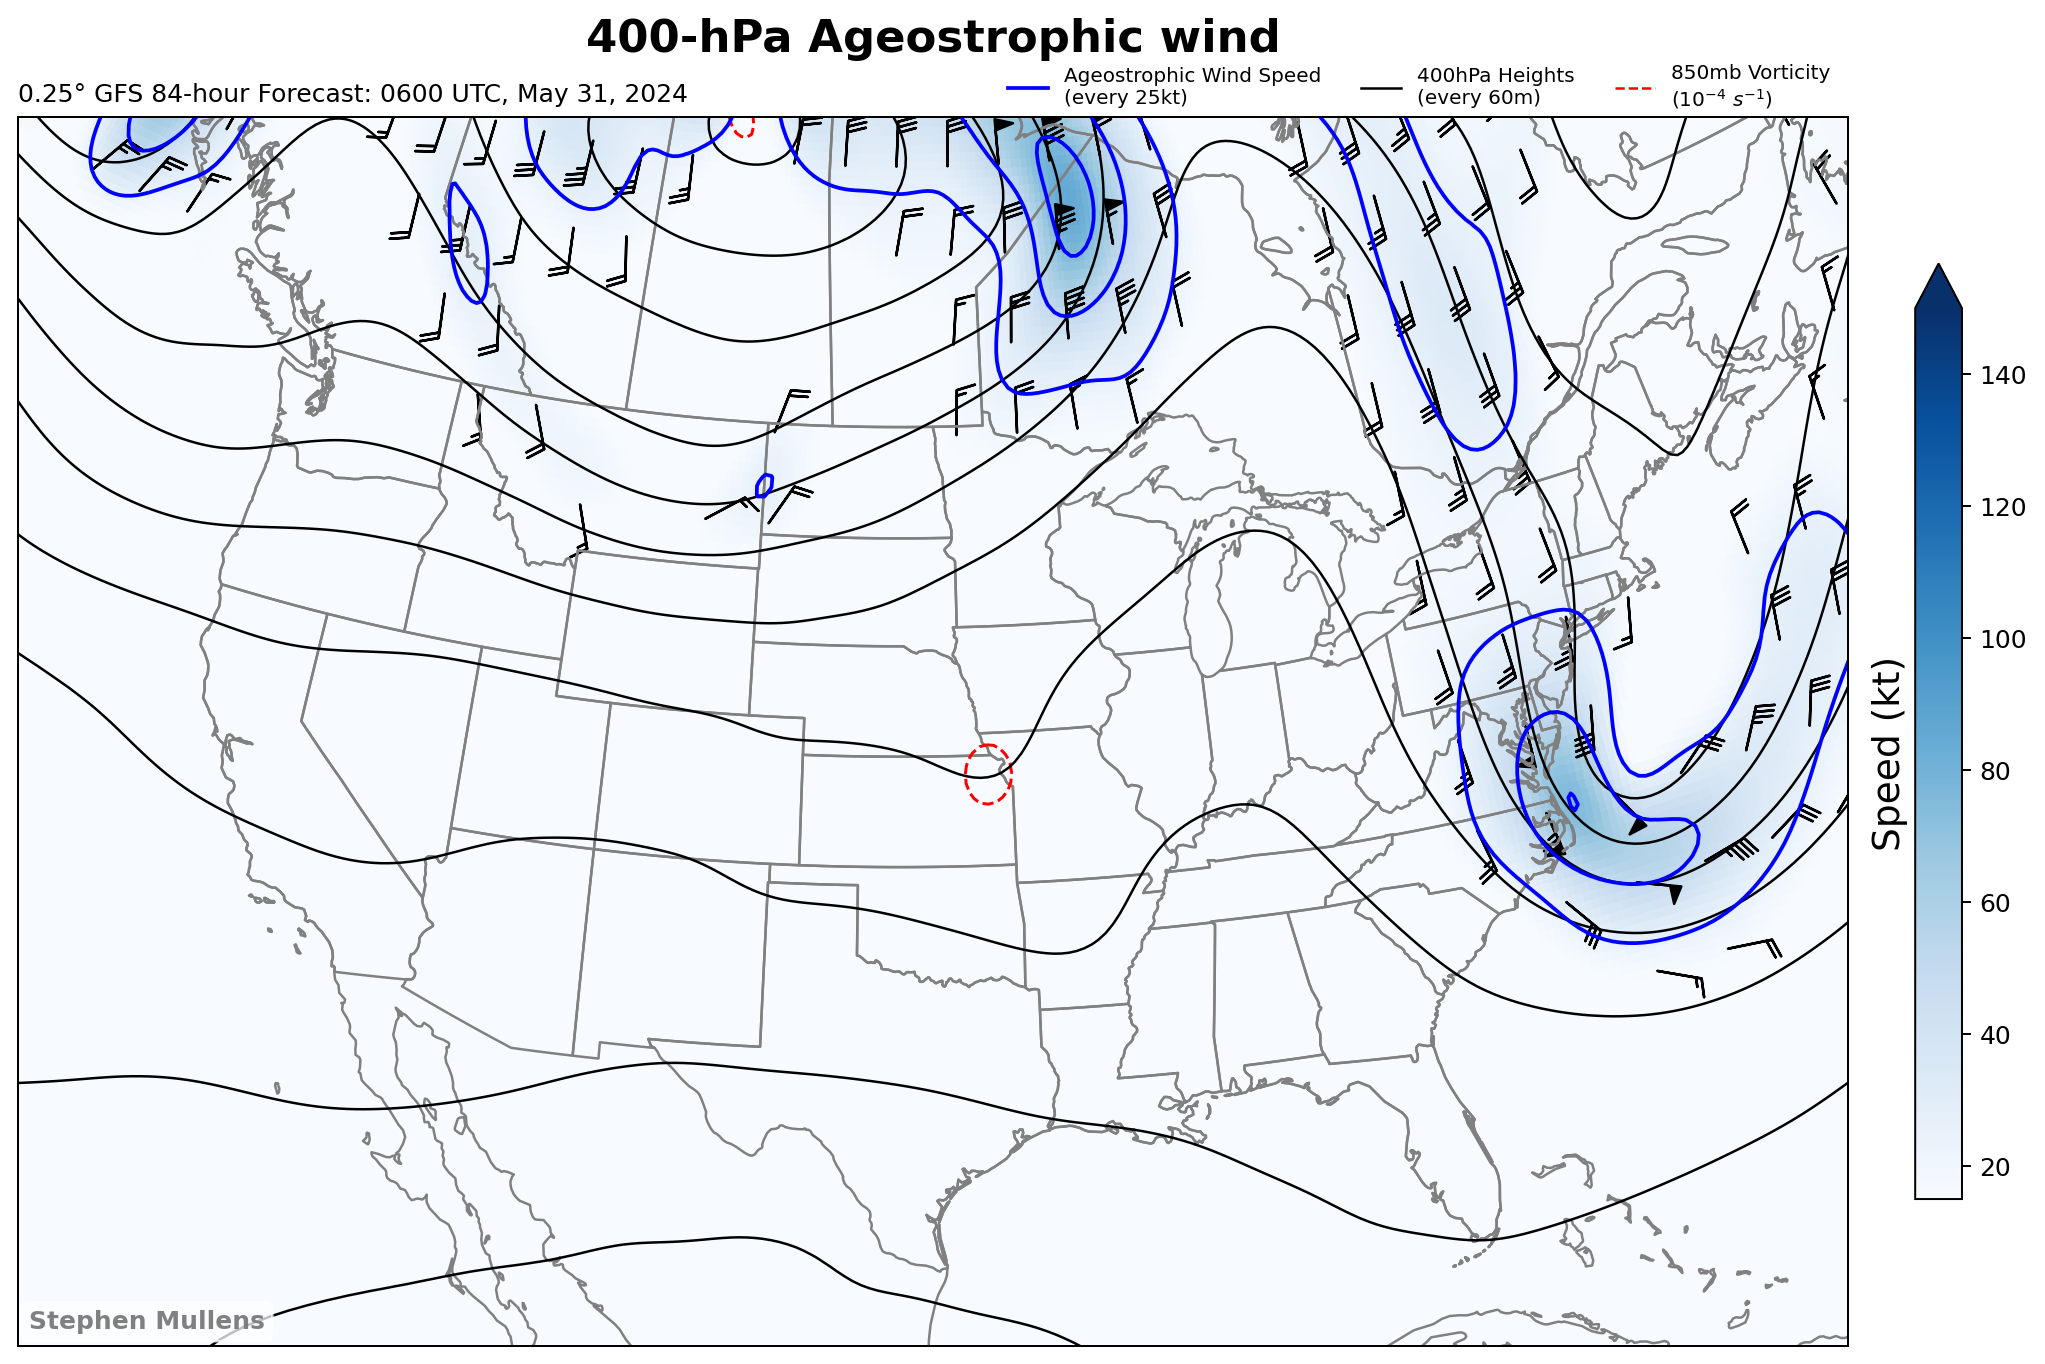 400-hPa Ageostrophic wind
0.25° GFS 84-hour Forecast: 0600 UTC, May 31, 2024
Ageostrophic Wind Speed
(every 25kt)
400hPa Heights
(every 60m)
850mb Vorticity
(10⁻⁴ s⁻¹)
140
120
100
80
60
40
20
Speed (kt)
Stephen Mullens